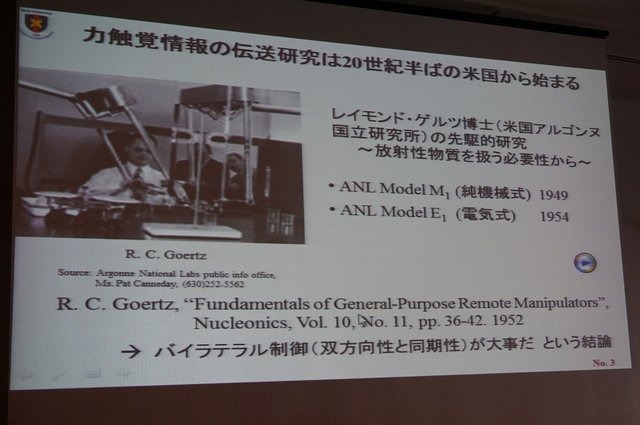 力触覚情報の伝送研究は20世紀半ばの米国から始まる
レイモンド・ゲルツ博士（米国アルゴンヌ
国立研究所）の先駆的研究
～放射性物質を扱う必要性から～
• ANL Model M1 (純機械式) 1949
• ANL Model E1 (電気式) 1954
R. C. Goertz
Source: Argonne National Labs public info office,
Ms. Pat Canneday, (630)252-5562
R. C. Goertz, “Fundamentals of General-Purpose Remote Manipulators”,
Nucleonics, Vol. 10, No. 11, pp. 36-42. 1952
→ バイラテラル制御（双方向性と同期性）が大事だ という結論
No. 3